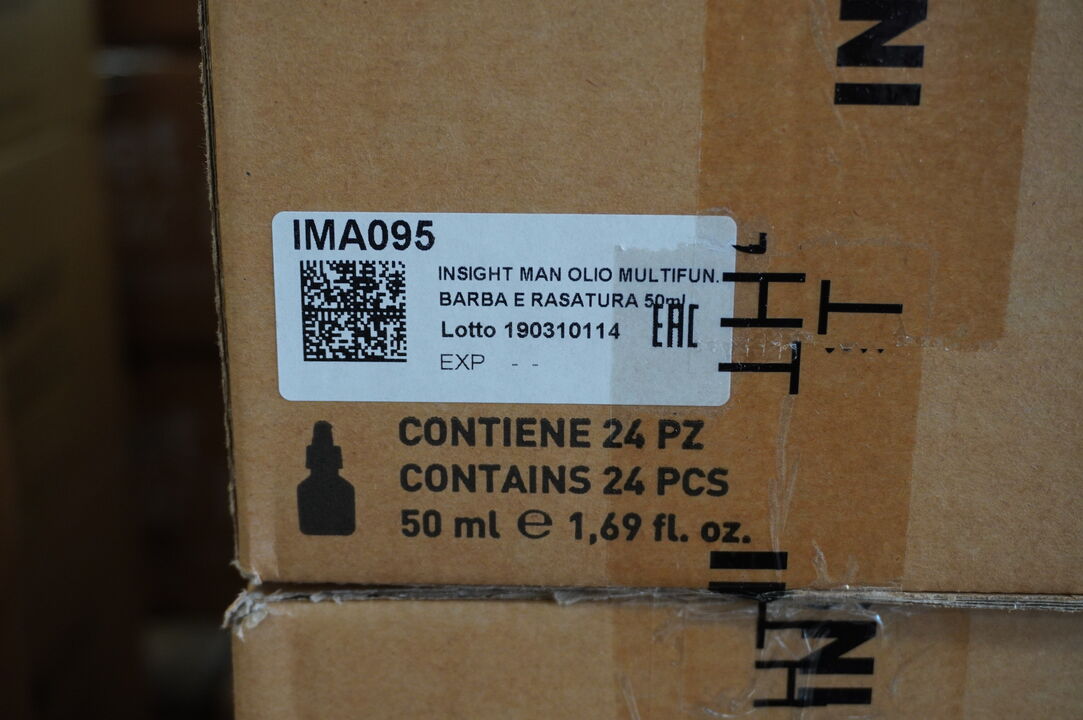 IMA095
INSIGHT MAN OLIO MULTIFUN.
BARBA E RASATURA 50ml
Lotto 190310114
EAC
EXP - -
CONTIENE 24 PZ
CONTAINS 24 PCS
50 ml ℮ 1,69 fl. oz.